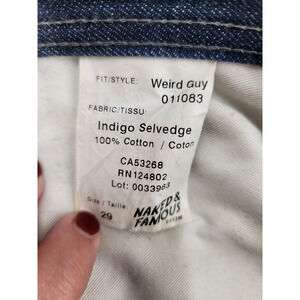 FIT/STYLE: Weird Guy
011083
FABRIC/TISSU:
Indigo Selvedge
100% Cotton / Coton
CA53268
RN124802
Lot: 0033963
Size / Taille
29
NAKED &
FAMOUS
DENIM